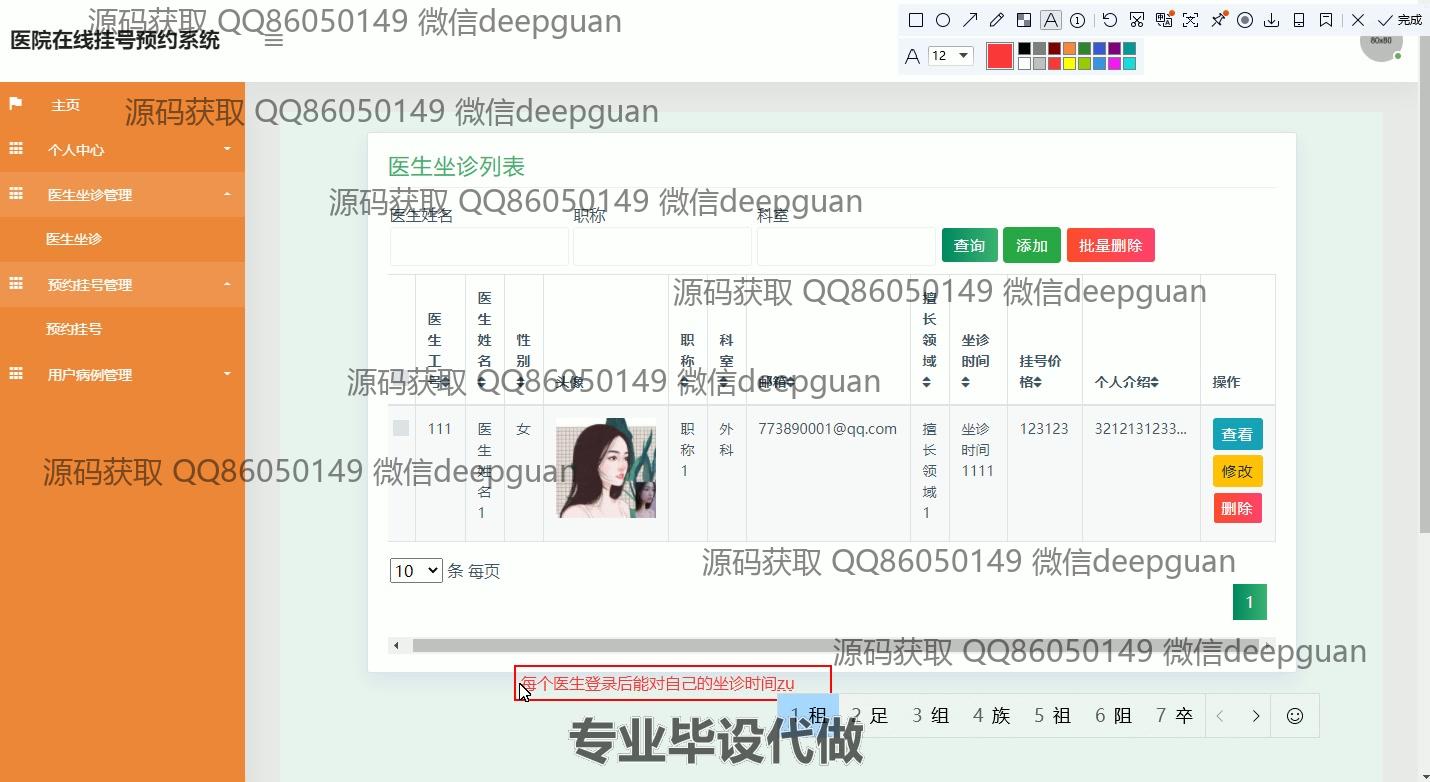 源码获取 QQ86050149 微信deepguan
医院在线挂号预约系统
12
完成
80x80
主页
源码获取 QQ86050149 微信deepguan
个人中心
医生坐诊管理
医生坐诊
预约挂号管理
预约挂号
用户病例管理
医生坐诊列表
源码获取 QQ86050149 微信deepguan
医生姓名 职称 科室
查询 添加 批量删除
源码获取 QQ86050149 微信deepguan
医生工号 医生姓名 性别 头像 职称 科室 邮箱 擅长领域 坐诊时间 挂号价格 个人介绍 操作
源码获取 QQ86050149 微信deepguan
111 医生姓名1 女 职称1 外科 773890001@qq.com 擅长领域1 坐诊时间1111 123123 3212131233...
查看
修改
删除
源码获取 QQ86050149 微信deepguan
10 条 每页
源码获取 QQ86050149 微信deepguan
1
源码获取 QQ86050149 微信deepguan
每个医生登录后能对自己的坐诊时间zu
1 租 2 足 3 组 4 族 5 祖 6 阻 7 卒
专业毕设代做